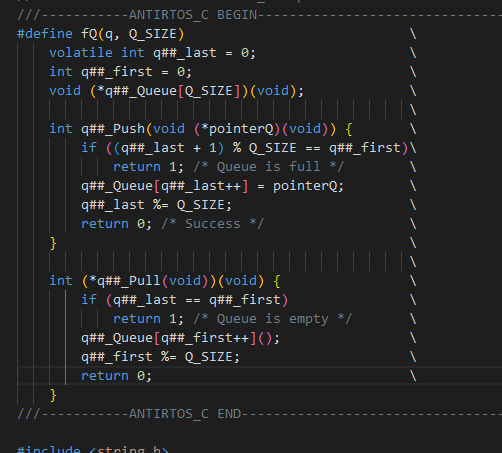 ///-----------ANTIRTOS_C BEGIN-------------------------------
#define fQ(q, Q_SIZE) \
volatile int q##_last = 0; \
int q##_first = 0; \
void (*q##_Queue[Q_SIZE])(void); \
\
int q##_Push(void (*pointerQ)(void)) { \
if ((q##_last + 1) % Q_SIZE == q##_first)\
return 1; /* Queue is full */ \
q##_Queue[q##_last++] = pointerQ; \
q##_last %= Q_SIZE; \
return 0; /* Success */ \
} \
\
int (*q##_Pull(void))(void) { \
if (q##_last == q##_first) \
return 1; /* Queue is empty */ \
q##_Queue[q##_first++](); \
q##_first %= Q_SIZE; \
return 0; \
}
///-----------ANTIRTOS_C END---------------------------------
#include <string.h>